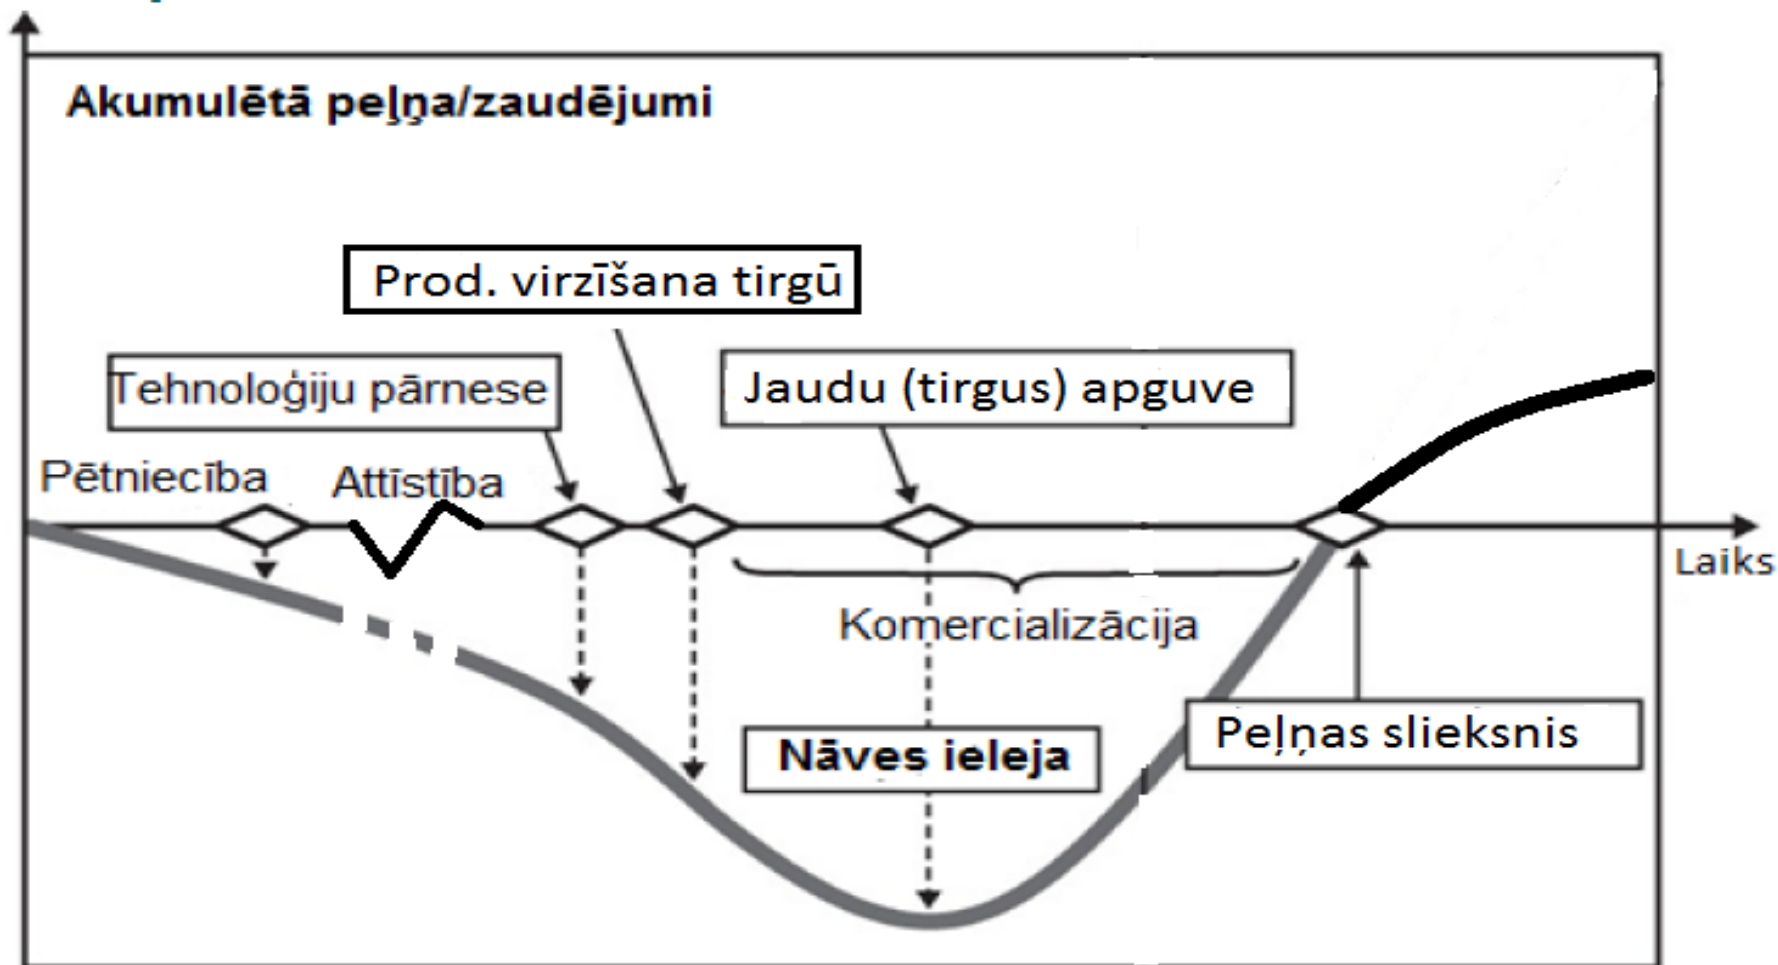 Akumulētā peļņa/zaudējumi
Prod. virzīšana tirgū
Tehnoloģiju pārnese
Jaudu (tirgus) apguve
Pētniecība
Attīstība
Laiks
Komercializācija
Peļņas slieksnis
Nāves ieleja